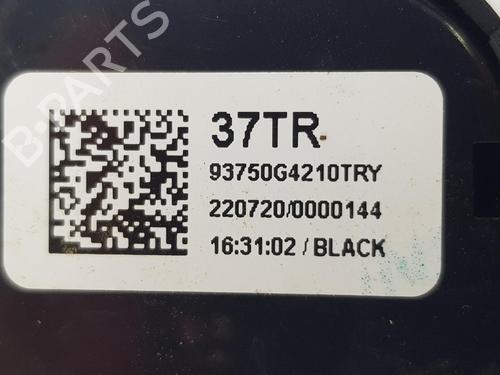 B-PARTS
37TR
93750G4210TRY
220720/0000144
16:31:02 / BLACK